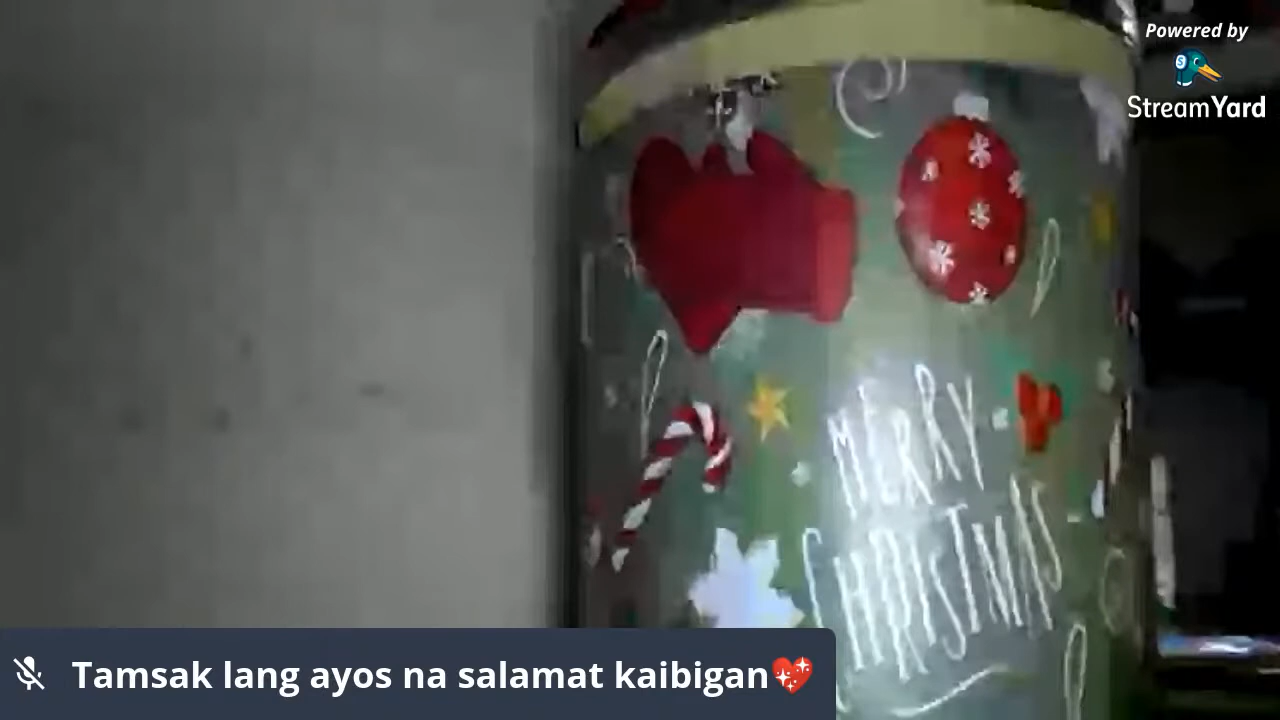 Powered by
StreamYard
MERRY
CHRISTMAS
Tamsak lang ayos na salamat kaibigan💖